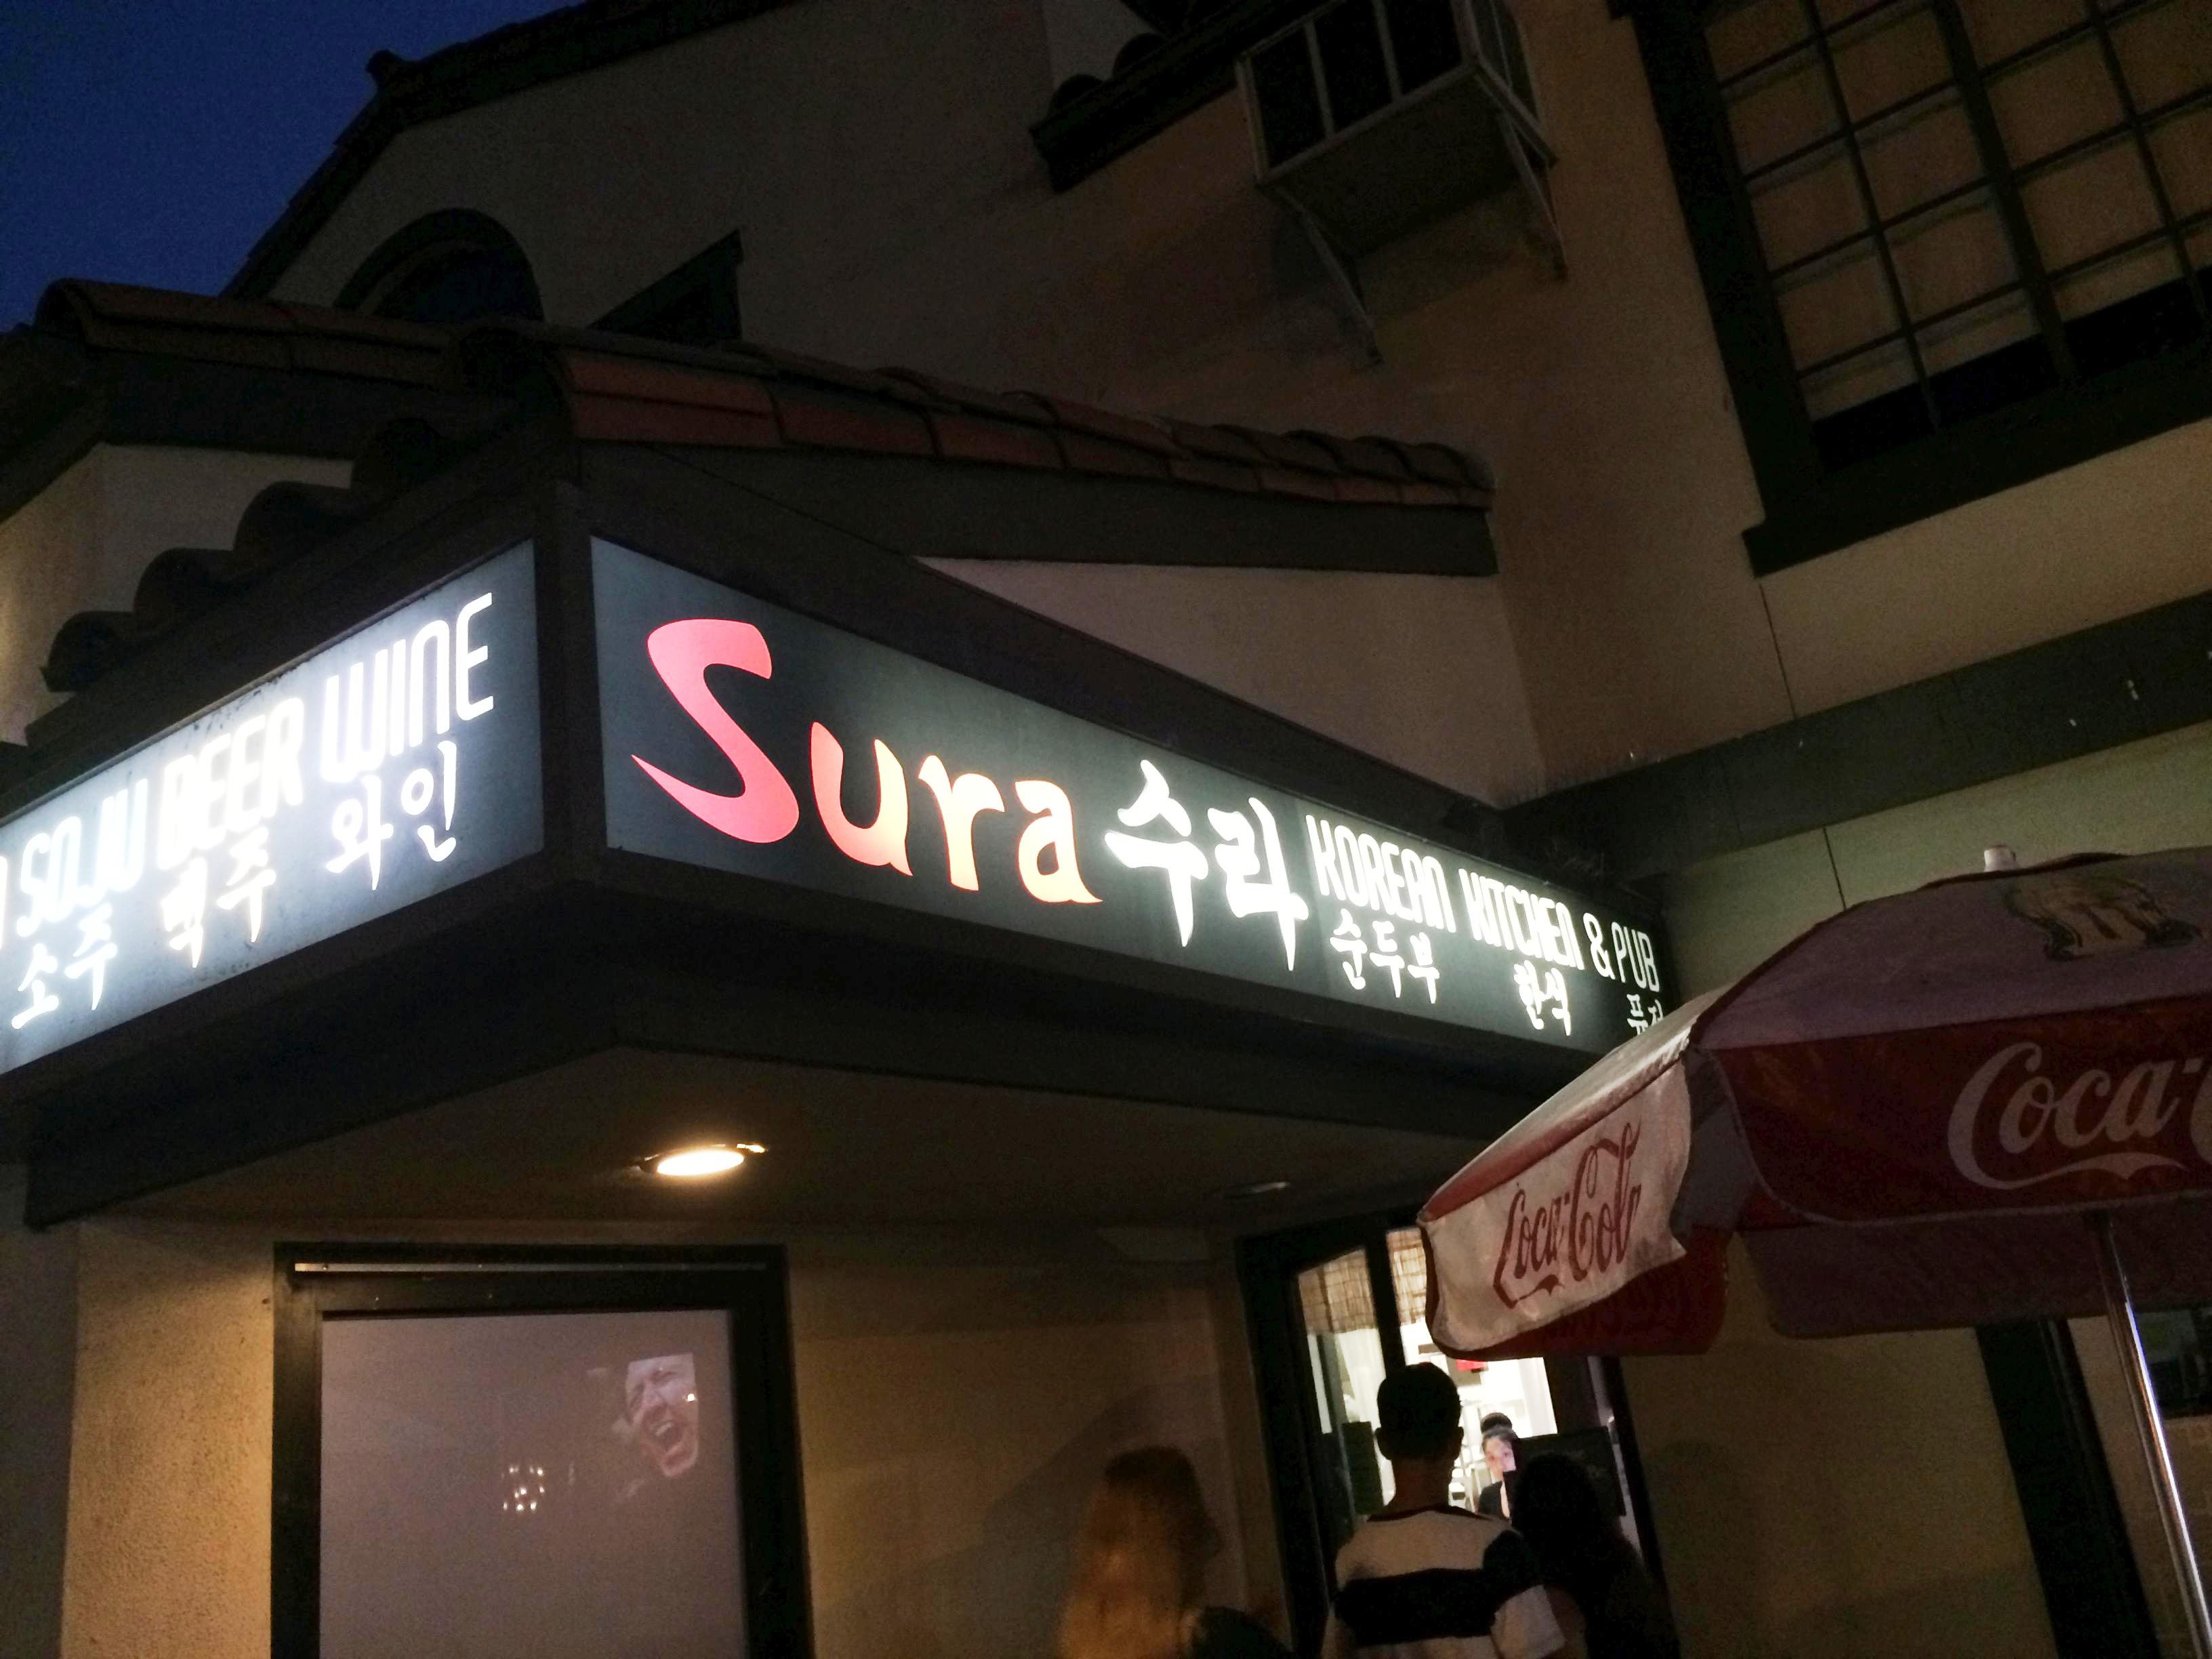 SOJU BEER WINE
소주 맥주 와인
Sura 수라 KOREAN KITCHEN & PUB
순두부 한식
Coca-Cola
Coca-C